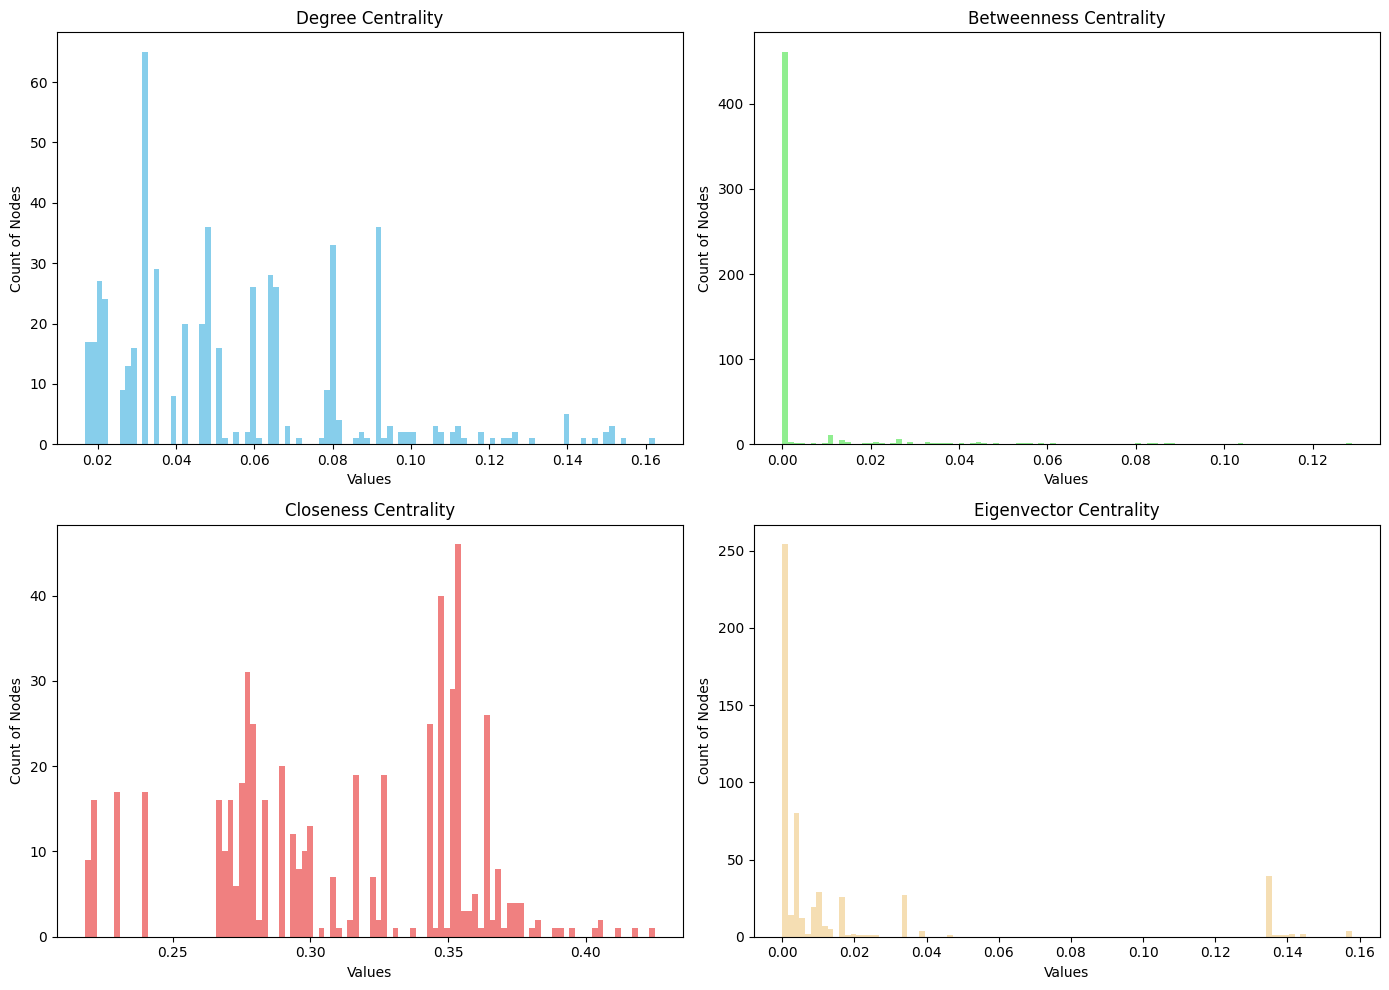 Degree Centrality
Count of Nodes
60
50
40
30
20
10
0
0.02 0.04 0.06 0.08 0.10 0.12 0.14 0.16
Values
Betweenness Centrality
Count of Nodes
400
300
200
100
0
0.00 0.02 0.04 0.06 0.08 0.10 0.12
Values
Closeness Centrality
Count of Nodes
40
30
20
10
0
0.25 0.30 0.35 0.40
Values
Eigenvector Centrality
Count of Nodes
250
200
150
100
50
0
0.00 0.02 0.04 0.06 0.08 0.10 0.12 0.14 0.16
Values